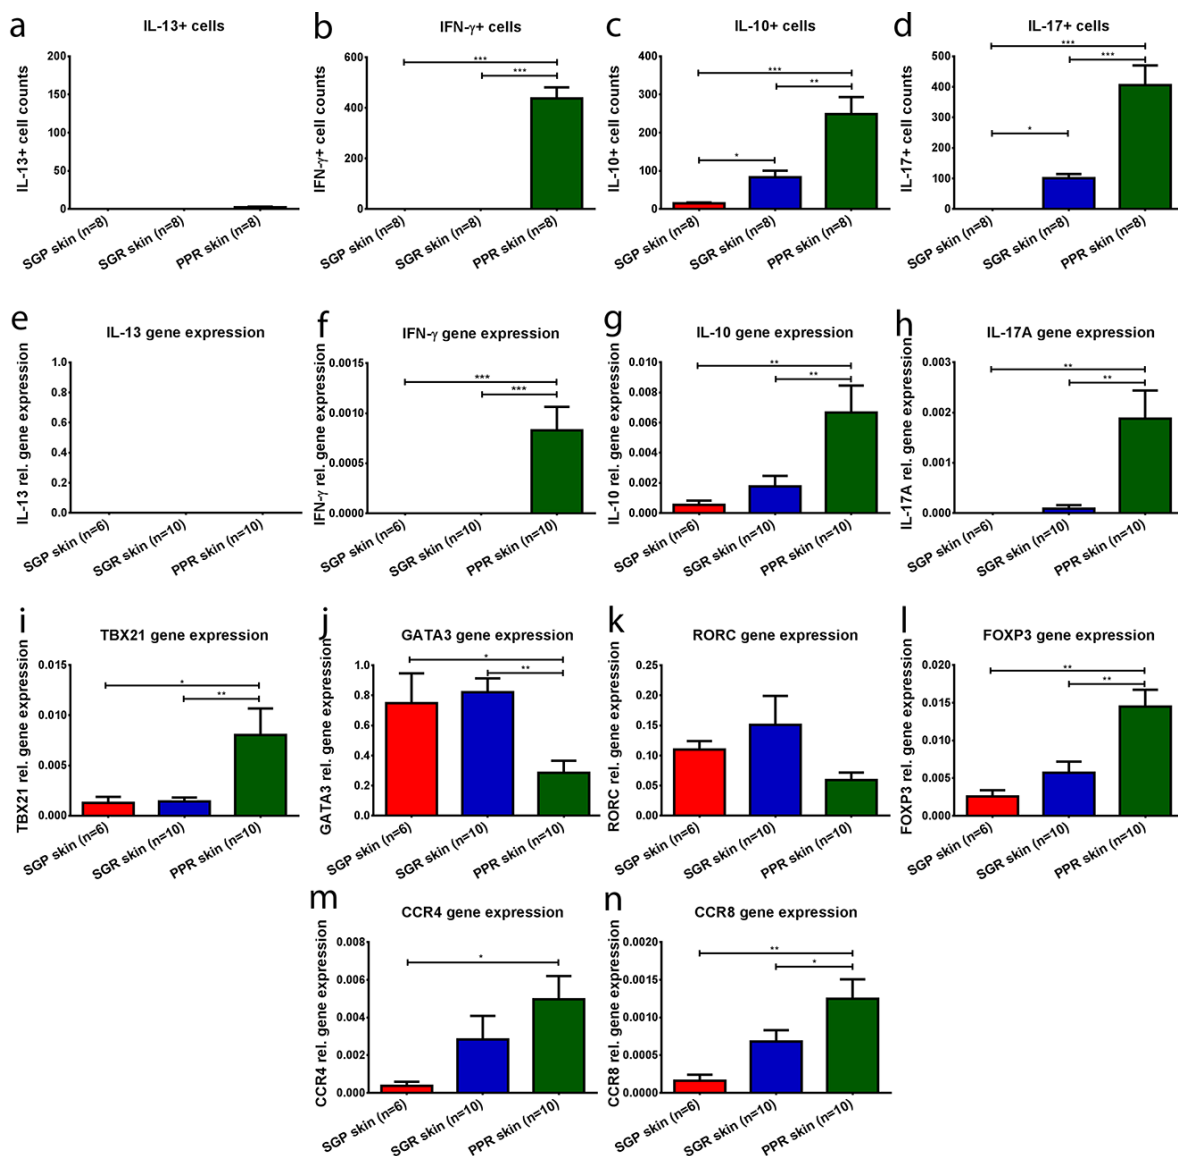 a
IL-13+ cells
IL-13+ cell counts
200
150
100
50
0
SGP skin (n=8)
SGR skin (n=8)
PPR skin (n=8)
b
IFN-γ+ cells
IFN-γ+ cell counts
600
400
200
0
***
***
SGP skin (n=8)
SGR skin (n=8)
PPR skin (n=8)
c
IL-10+ cells
IL-10+ cell counts
400
300
200
100
0
***
**
*
SGP skin (n=8)
SGR skin (n=8)
PPR skin (n=8)
d
IL-17+ cells
IL-17+ cell counts
500
400
300
200
100
0
***
***
*
SGP skin (n=8)
SGR skin (n=8)
PPR skin (n=8)
e
IL-13 gene expression
IL-13 rel. gene expression
1.0
0.8
0.6
0.4
0.2
0.0
SGP skin (n=6)
SGR skin (n=10)
PPR skin (n=10)
f
IFN-γ gene expression
IFN-γ rel. gene expression
0.0015
0.0010
0.0005
0.0000
***
***
SGP skin (n=6)
SGR skin (n=10)
PPR skin (n=10)
g
IL-10 gene expression
IL-10 rel. gene expression
0.010
0.008
0.006
0.004
0.002
0.000
**
**
SGP skin (n=6)
SGR skin (n=10)
PPR skin (n=10)
h
IL-17A gene expression
IL-17A rel. gene expression
0.003
0.002
0.001
0.000
**
**
SGP skin (n=6)
SGR skin (n=10)
PPR skin (n=10)
i
TBX21 gene expression
TBX21 rel. gene expression
0.015
0.010
0.005
0.000
*
**
SGP skin (n=6)
SGR skin (n=10)
PPR skin (n=10)
j
GATA3 gene expression
GATA3 rel. gene expression
1.0
0.8
0.6
0.4
0.2
0.0
*
**
SGP skin (n=6)
SGR skin (n=10)
PPR skin (n=10)
k
RORC gene expression
RORC rel. gene expression
0.25
0.20
0.15
0.10
0.05
0.00
SGP skin (n=6)
SGR skin (n=10)
PPR skin (n=10)
l
FOXP3 gene expression
FOXP3 rel. gene expression
0.020
0.015
0.010
0.005
0.000
**
**
SGP skin (n=6)
SGR skin (n=10)
PPR skin (n=10)
m
CCR4 gene expression
CCR4 rel. gene expression
0.008
0.006
0.004
0.002
0.000
*
SGP skin (n=6)
SGR skin (n=10)
PPR skin (n=10)
n
CCR8 gene expression
CCR8 rel. gene expression
0.0020
0.0015
0.0010
0.0005
0.0000
**
*
SGP skin (n=6)
SGR skin (n=10)
PPR skin (n=10)